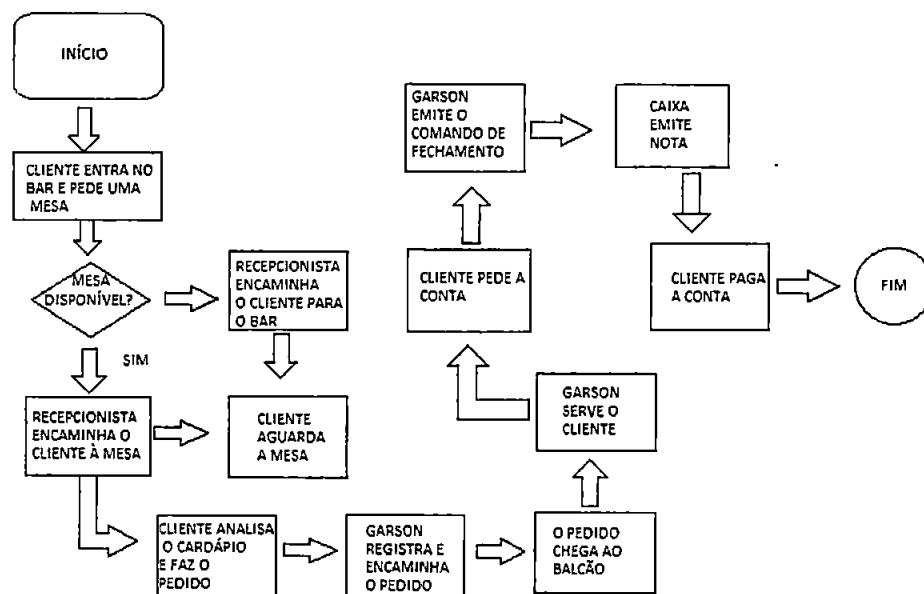 INÍCIO
CLIENTE ENTRA NO
BAR E PEDE UMA
MESA
MESA
DISPONÍVEL?
SIM
RECEPCIONISTA
ENCAMINHA
O CLIENTE PARA
O BAR
RECEPCIONISTA
ENCAMINHA O
CLIENTE À MESA
CLIENTE
AGUARDA
A MESA
CLIENTE ANALISA
O CARDÁPIO
E FAZ O
PEDIDO
GARSON
REGISTRA E
ENCAMINHA
O PEDIDO
O PEDIDO
CHEGA AO
BALCÃO
GARSON
SERVE O
CLIENTE
CLIENTE PEDE A
CONTA
GARSON
EMITE O
COMANDO DE
FECHAMENTO
CAIXA
EMITE
NOTA
CLIENTE PAGA
A CONTA
FIM